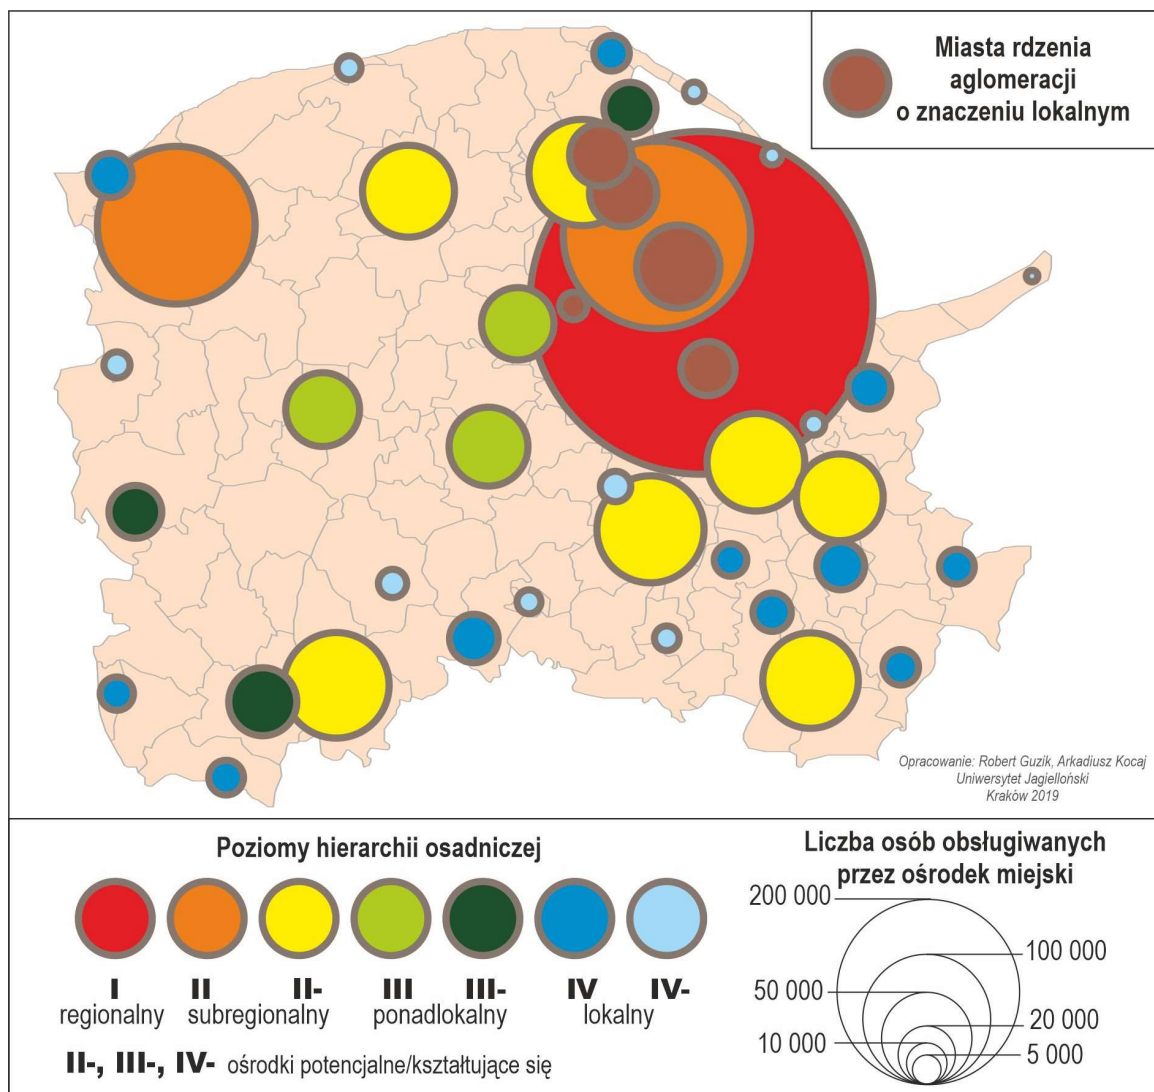 Miasta rdzenia
aglomeracji
o znaczeniu lokalnym
Opracowanie: Robert Guzik, Arkadiusz Kocaj
Uniwersytet Jagielloński
Kraków 2019
Poziomy hierarchii osadniczej
I II II- III III- IV IV-
regionalny subregionalny ponadlokalny lokalny
II-, III-, IV- ośrodki potencjalne/kształtujące się
Liczba osób obsługiwanych
przez ośrodek miejski
200 000
100 000
50 000
20 000
10 000
5 000